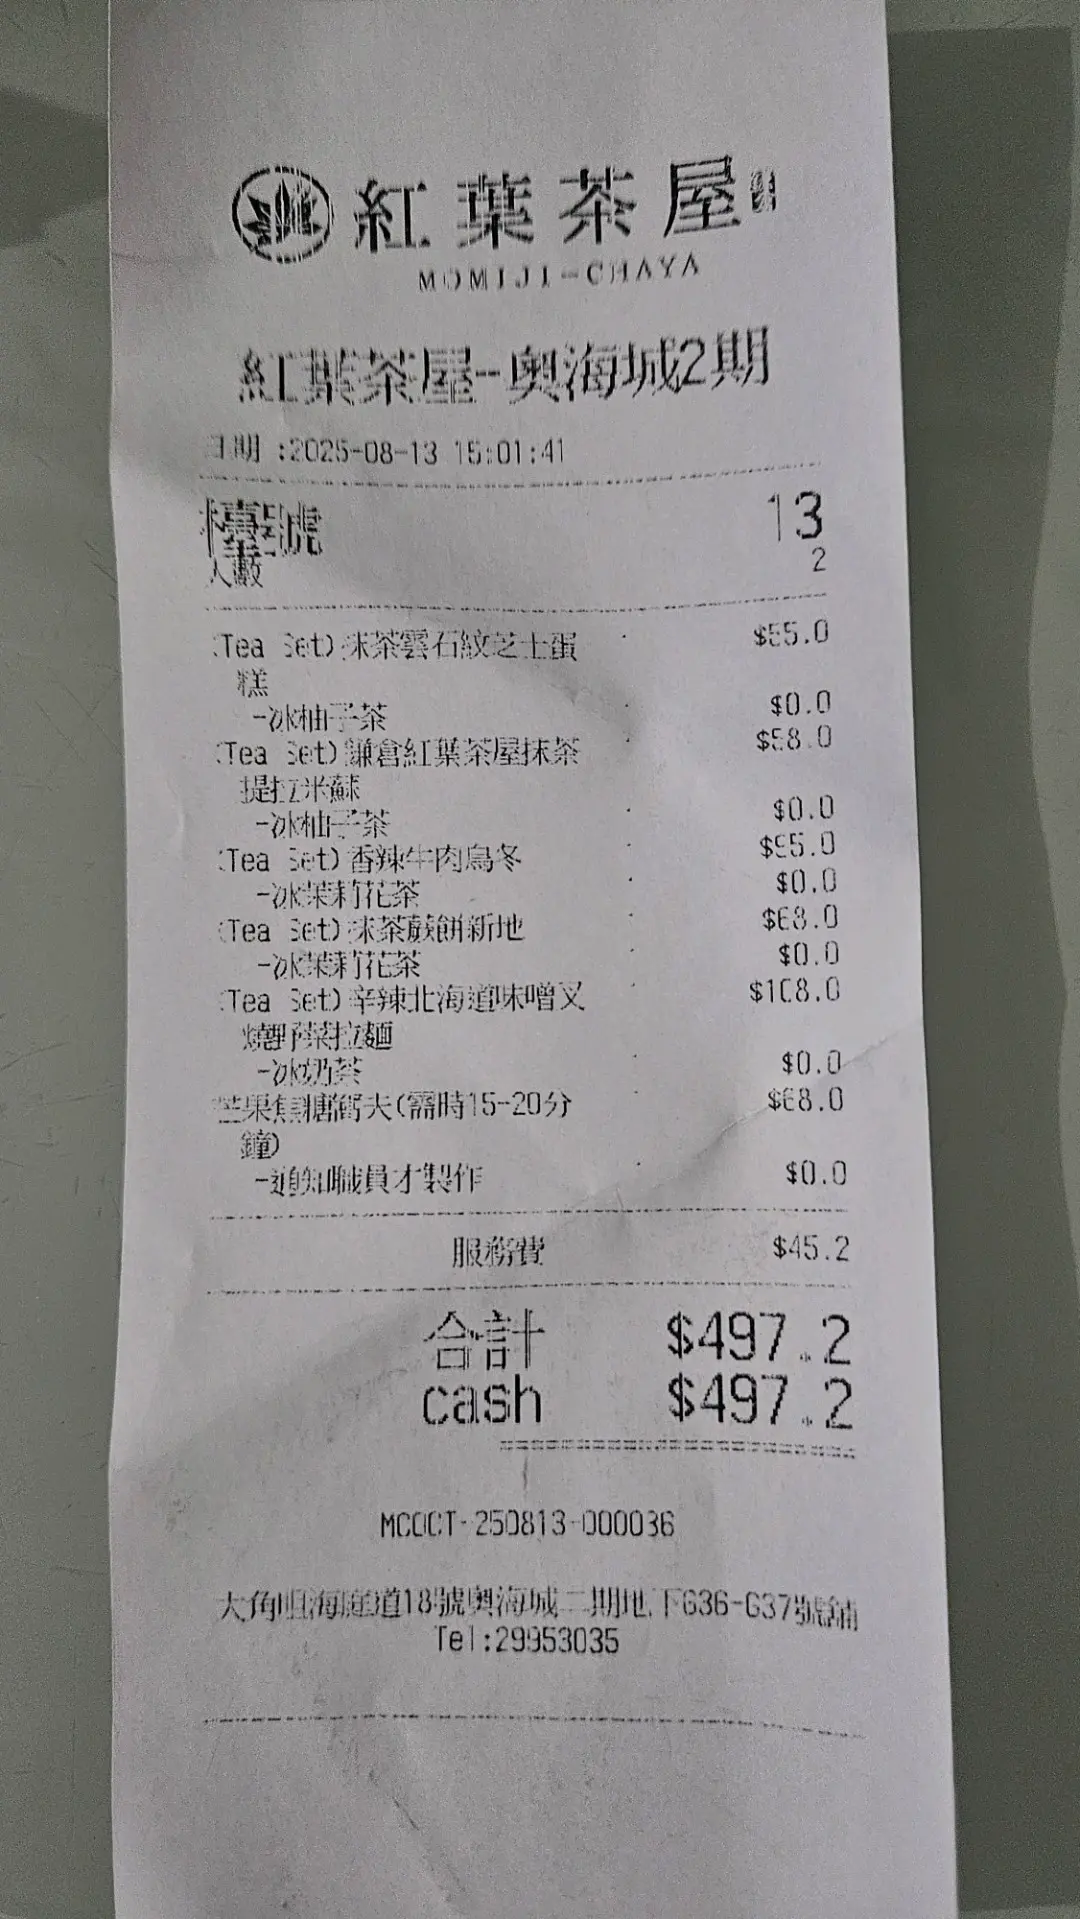 紅葉茶屋
MOMIJI-CHAYA
紅葉茶屋-奧海城2期
日期 :2025-08-13 15:01:41
檯號 13
人數 2
(Tea Set)抹茶雲石紋芝士蛋 $55.0
糕
-冰柚子茶 $0.0
(Tea Set)鎌倉紅葉茶屋抹茶 $58.0
提拉米蘇
-冰柚子茶 $0.0
(Tea Set)香辣牛肉烏冬 $95.0
-冰茉莉花茶 $0.0
(Tea Set)抹茶蕨餅新地 $68.0
-冰茉莉花茶 $0.0
(Tea Set)辛辣北海道味噌叉 $108.0
燒野菜拉麵
-冰奶茶 $0.0
芒果焦糖窩夫(需時15-20分 $68.0
鐘)
-通知職員才製作 $0.0
服務費 $45.2
合計 $497.2
cash $497.2
250813-000036
大角咀海庭道18號奧海城二期地下G36-G37號舖
Tel:29953035